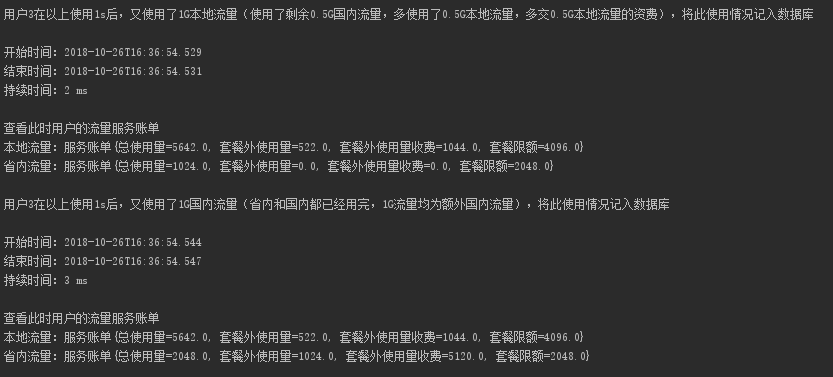 用户3在以上使用1s后，又使用了1G本地流量（使用了剩余0.5G国内流量，多使用了0.5G本地流量，多交0.5G本地流量的资费），将此使用情况记入数据库
开始时间：2018-10-26T16:36:54.529
结束时间：2018-10-26T16:36:54.531
持续时间：2 ms
查看此时用户的流量服务账单
本地流量：服务账单{总使用量=5642.0, 套餐外使用量=522.0, 套餐外使用量收费=1044.0, 套餐限额=4096.0}
省内流量：服务账单{总使用量=1024.0, 套餐外使用量=0.0, 套餐外使用量收费=0.0, 套餐限额=2048.0}
用户3在以上使用1s后，又使用了1G国内流量（省内和国内都已经用完，1G流量均为额外国内流量），将此使用情况记入数据库
开始时间：2018-10-26T16:36:54.544
结束时间：2018-10-26T16:36:54.547
持续时间：3 ms
查看此时用户的流量服务账单
本地流量：服务账单{总使用量=5642.0, 套餐外使用量=522.0, 套餐外使用量收费=1044.0, 套餐限额=4096.0}
省内流量：服务账单{总使用量=2048.0, 套餐外使用量=1024.0, 套餐外使用量收费=5120.0, 套餐限额=2048.0}